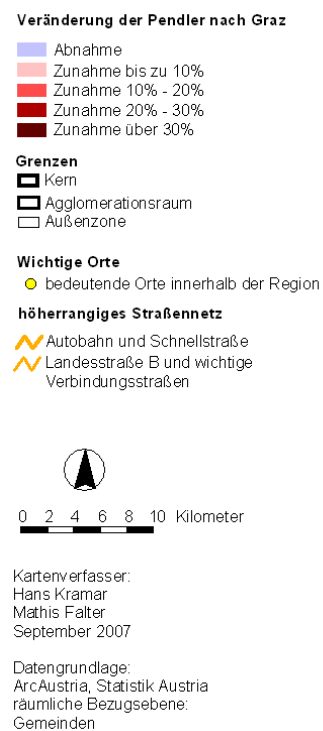 Veränderung der Pendler nach Graz
Abnahme
Zunahme bis zu 10%
Zunahme 10% - 20%
Zunahme 20% - 30%
Zunahme über 30%
Grenzen
Kern
Agglomerationsraum
Außenzone
Wichtige Orte
bedeutende Orte innerhalb der Region
höherrangiges Straßennetz
Autobahn und Schnellstraße
Landesstraße B und wichtige
Verbindungsstraßen
0 2 4 6 8 10 Kilometer
Kartenverfasser:
Hans Kramar
Mathis Falter
September 2007
Datengrundlage:
ArcAustria, Statistik Austria
räumliche Bezugsebene:
Gemeinden